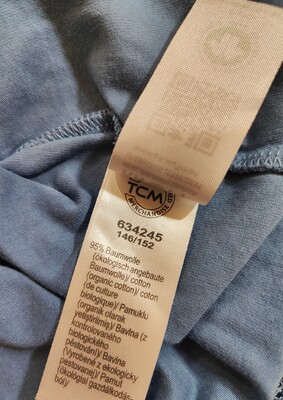 TCM
MERCHANDISE
634245
146/152
95% Baumwolle
(ökologisch angebaute
Baumwolle)/ cotton
(organic cotton)/ coton
(de culture
biologique)/ Pamuklu
(organik olarak
yetiştirilmiş)/ Bavlna (z
kontrolovaného
biologického
pěstování)/ Bavlna
(vyrobené z ekologicky
pestovanej)/ Pamut
(ökológiai gazdálkodás-
ból)/